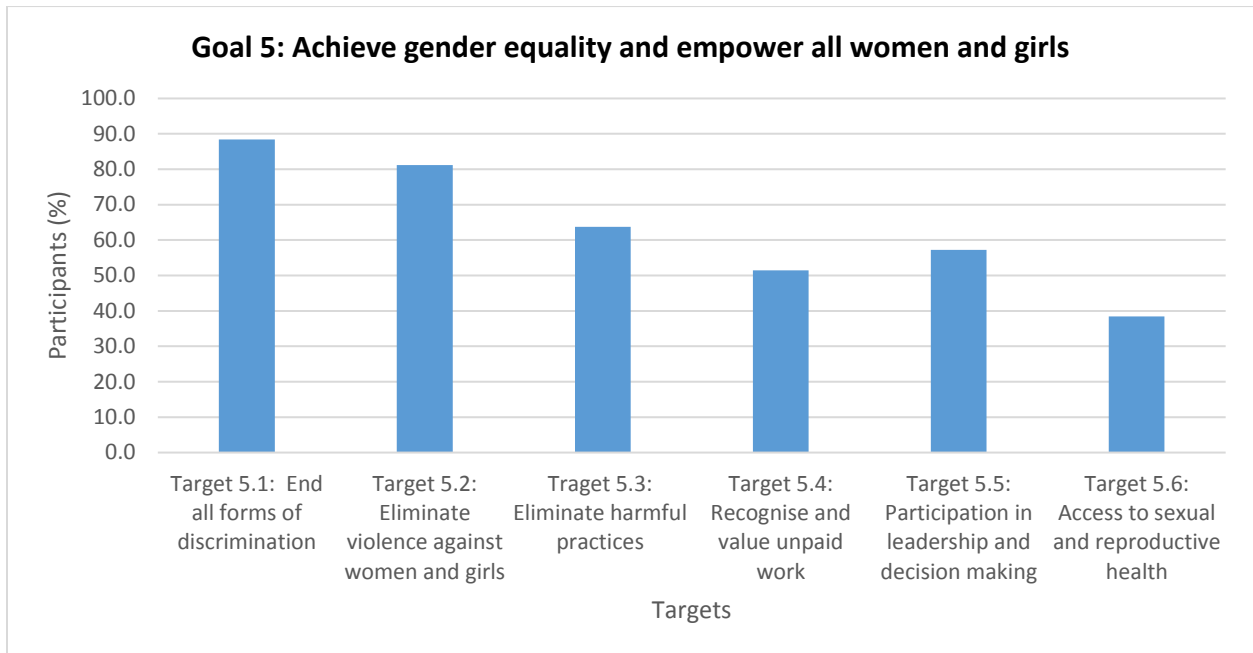 Goal 5: Achieve gender equality and empower all women and girls
100.0
90.0
80.0
70.0
60.0
50.0
40.0
30.0
20.0
10.0
0.0
Participants (%)
Target 5.1:  End
all forms of
discrimination
Target 5.2:
Eliminate
violence against
women and girls
Traget 5.3:
Eliminate harmful
practices
Target 5.4:
Recognise and
value unpaid
work
Target 5.5:
Participation in
leadership and
decision making
Target 5.6:
Access to sexual
and reproductive
health
Targets